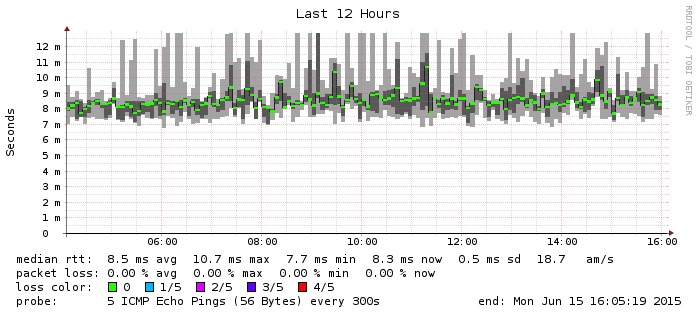 Last 12 Hours
RRDTOOL / TOBI OETIKER
Seconds
12 m
11 m
10 m
9 m
8 m
7 m
6 m
5 m
4 m
3 m
2 m
1 m
0
06:00 08:00 10:00 12:00 14:00 16:00
median rtt: 8.5 ms avg 10.7 ms max 7.7 ms min 8.3 ms now 0.5 ms sd 18.7 am/s
packet loss: 0.00 % avg 0.00 % max 0.00 % min 0.00 % now
loss color: 0 1/5 2/5 3/5 4/5
probe: 5 ICMP Echo Pings (56 Bytes) every 300s end: Mon Jun 15 16:05:19 2015